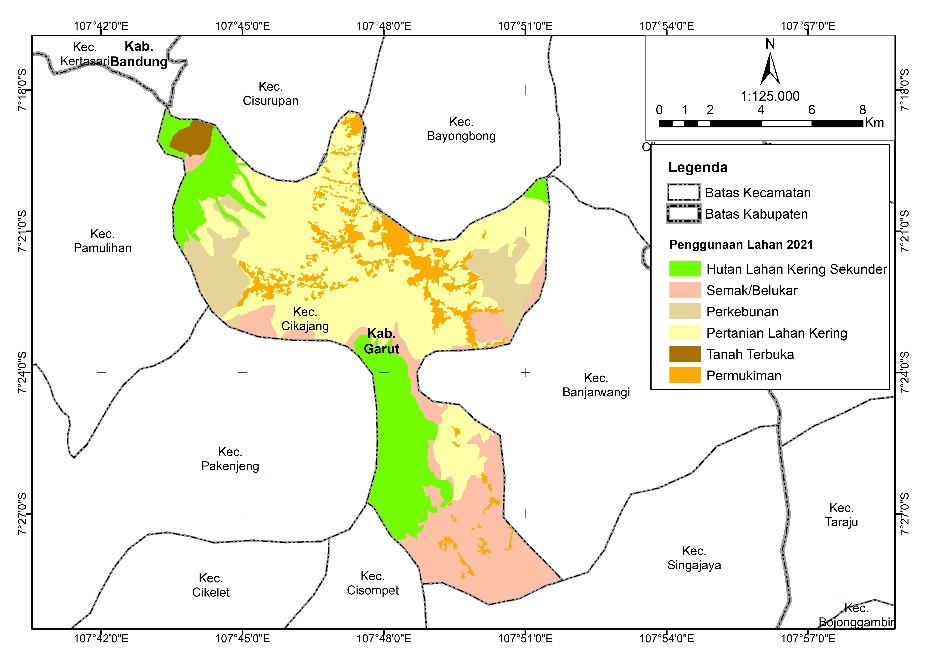 107°42'0"E 107°45'0"E 107°48'0"E 107°51'0"E 107°54'0"E 107°57'0"E
Kec.
Kertasari
Kab.
Bandung
Kec.
Cisurupan
Kec.
Bayongbong
N
1:125.000
0 1 2 4 6 8
Km
7°18'0"S
7°18'0"S
Legenda
Batas Kecamatan
Batas Kabupaten
Penggunaan Lahan 2021
Hutan Lahan Kering Sekunder
Semak/Belukar
Perkebunan
Pertanian Lahan Kering
Tanah Terbuka
Permukiman
7°21'0"S
7°21'0"S
Kec.
Pamulihan
Kec.
Cikajang
Kab.
Garut
7°24'0"S
7°24'0"S
Kec.
Banjarwangi
Kec.
Pakenjeng
7°27'0"S
7°27'0"S
Kec.
Taraju
Kec.
Singajaya
Kec.
Cikelet
Kec.
Cisompet
Kec.
Bojonggambir
107°42'0"E 107°45'0"E 107°48'0"E 107°51'0"E 107°54'0"E 107°57'0"E